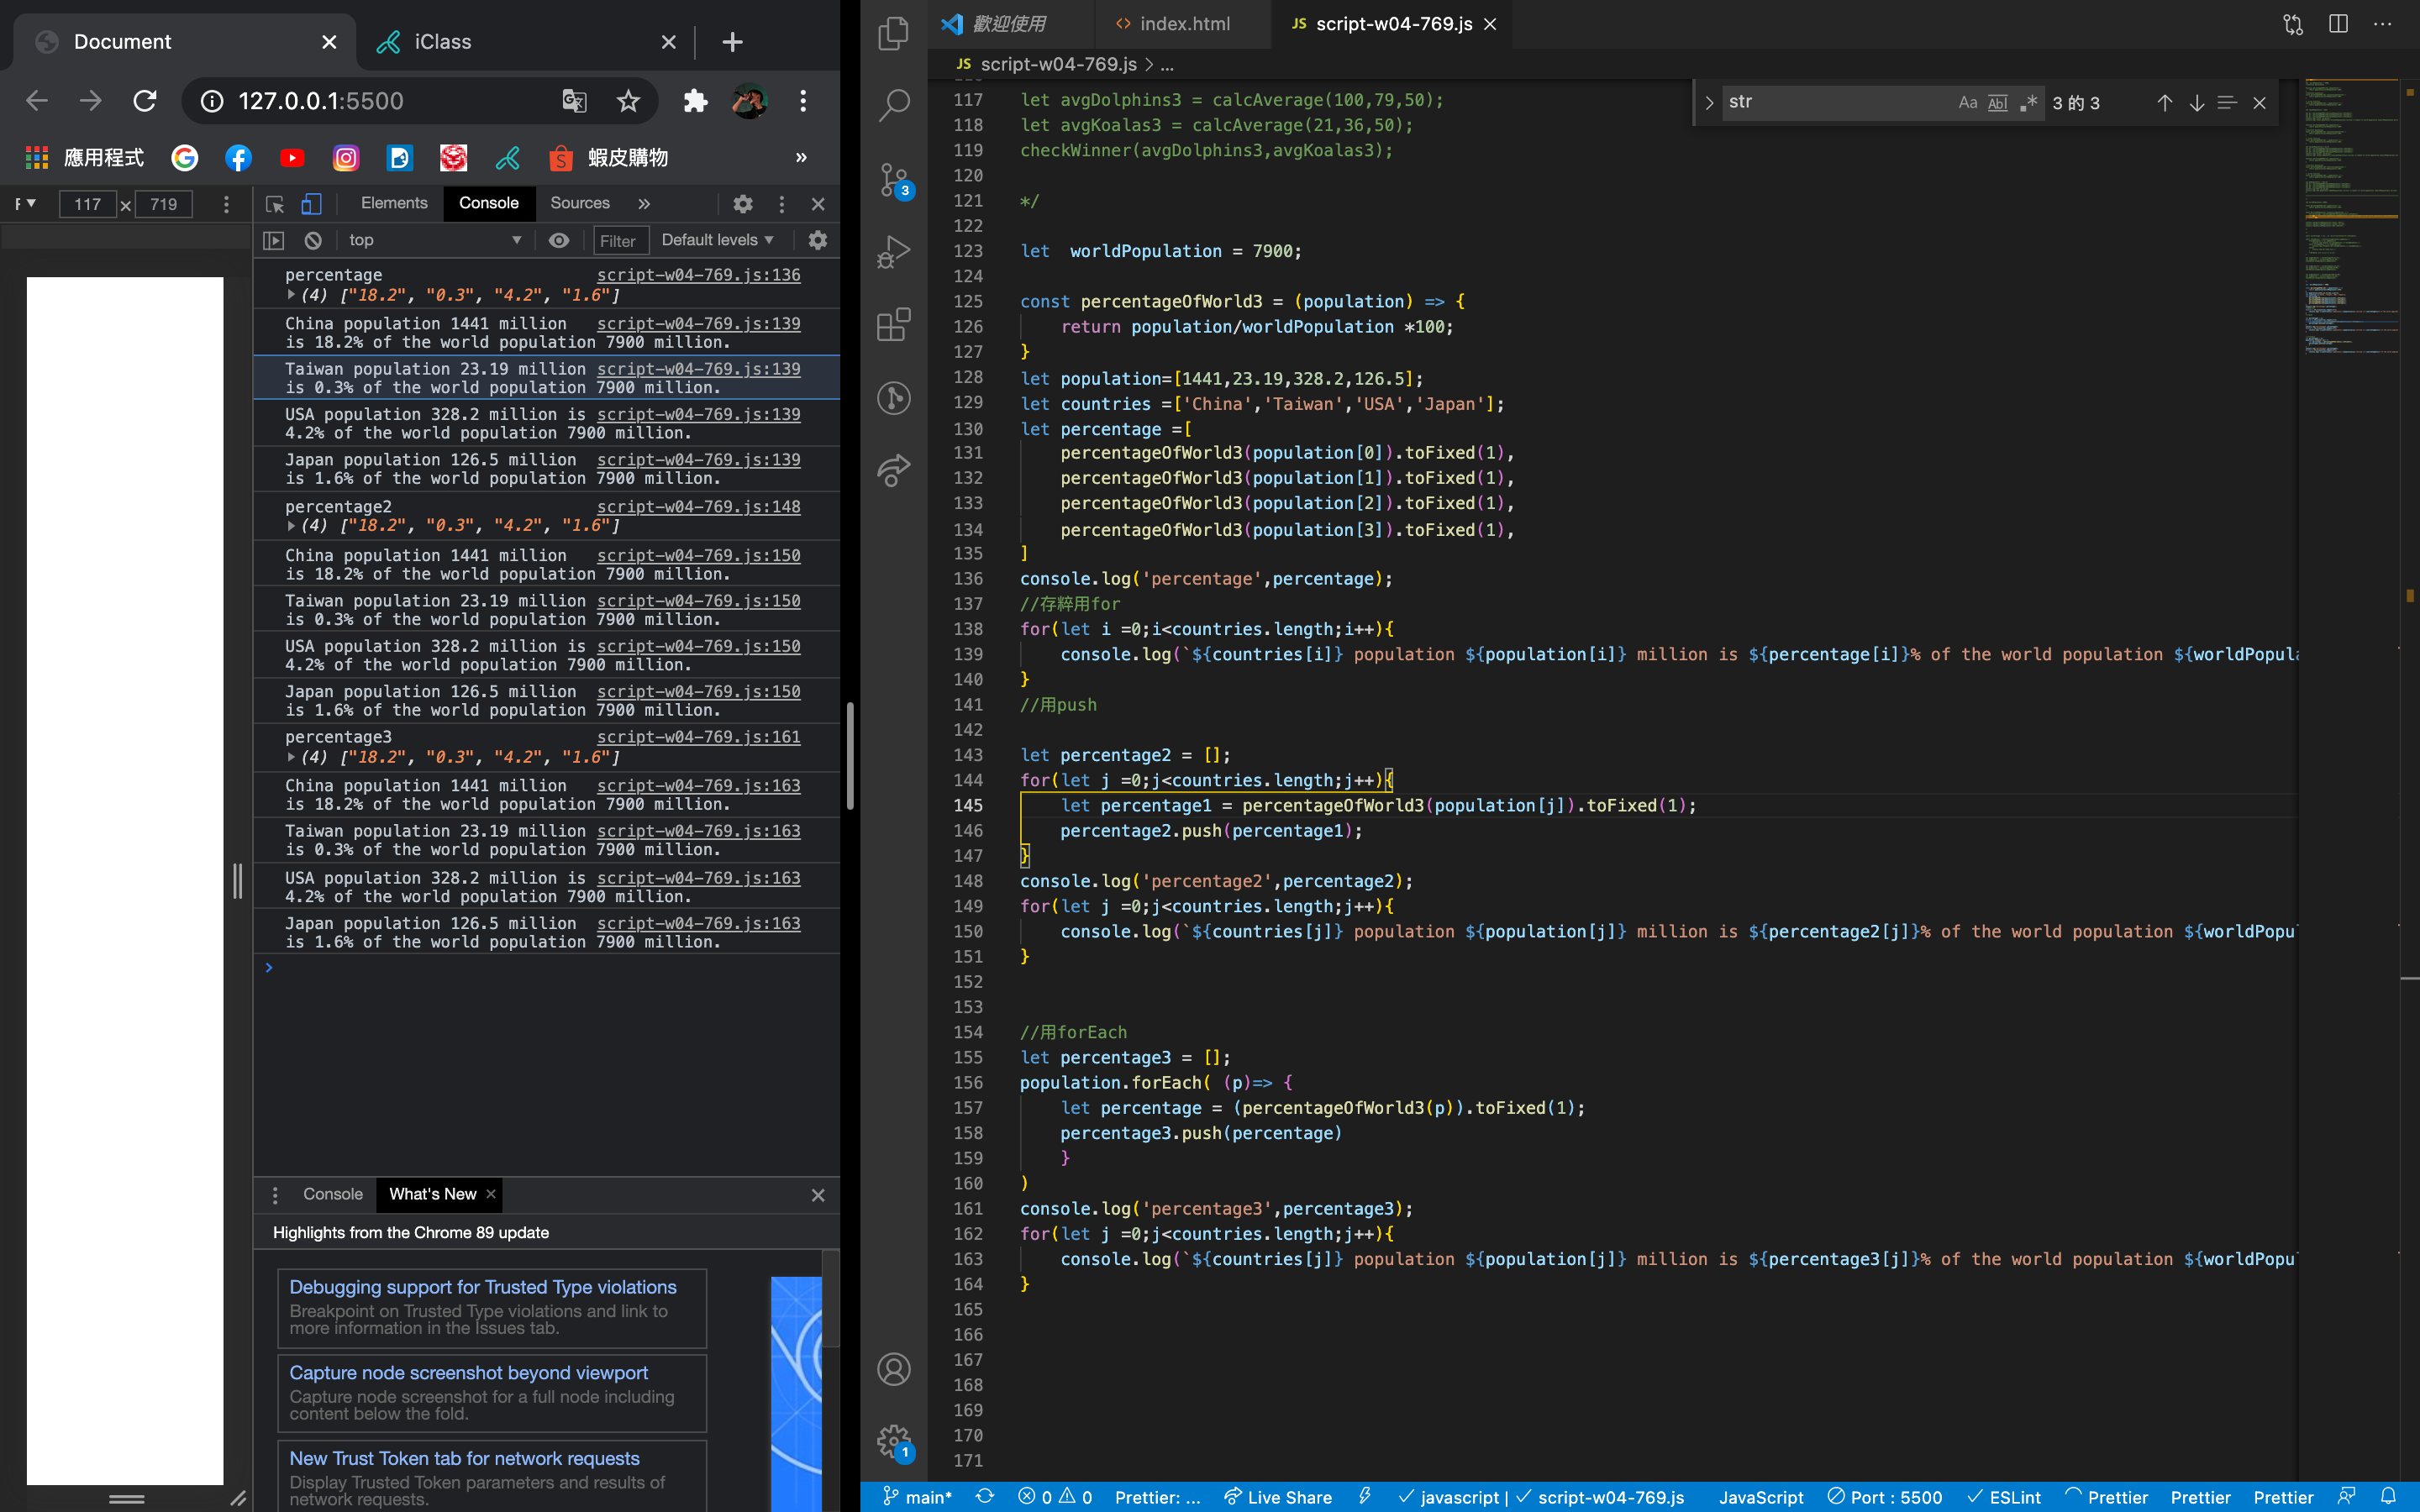 Document
iClass
127.0.0.1:5500
應用程式
蝦皮購物
»
117 × 719
Elements
Console
Sources
»
top
Filter
Default levels
percentage script-w04-769.js:136
(4) ["18.2", "0.3", "4.2", "1.6"]
China population 1441 million script-w04-769.js:139
is 18.2% of the world population 7900 million.
Taiwan population 23.19 million script-w04-769.js:139
is 0.3% of the world population 7900 million.
USA population 328.2 million is script-w04-769.js:139
4.2% of the world population 7900 million.
Japan population 126.5 million script-w04-769.js:139
is 1.6% of the world population 7900 million.
percentage2 script-w04-769.js:148
(4) ["18.2", "0.3", "4.2", "1.6"]
China population 1441 million script-w04-769.js:150
is 18.2% of the world population 7900 million.
Taiwan population 23.19 million script-w04-769.js:150
is 0.3% of the world population 7900 million.
USA population 328.2 million is script-w04-769.js:150
4.2% of the world population 7900 million.
Japan population 126.5 million script-w04-769.js:150
is 1.6% of the world population 7900 million.
percentage3 script-w04-769.js:161
(4) ["18.2", "0.3", "4.2", "1.6"]
China population 1441 million script-w04-769.js:163
is 18.2% of the world population 7900 million.
Taiwan population 23.19 million script-w04-769.js:163
is 0.3% of the world population 7900 million.
USA population 328.2 million is script-w04-769.js:163
4.2% of the world population 7900 million.
Japan population 126.5 million script-w04-769.js:163
is 1.6% of the world population 7900 million.
Console
What's New
Highlights from the Chrome 89 update
Debugging support for Trusted Type violations
Breakpoint on Trusted Type violations and link to
more information in the Issues tab.
Capture node screenshot beyond viewport
Capture node screenshot for a full node including
content below the fold.
New Trust Token tab for network requests
Display Trusted Token parameters and results of
network requests.
歡迎使用
index.html
JS script-w04-769.js
JS script-w04-769.js > ...
str
Aa
Abl
3 的 3
117 let avgDolphins3 = calcAverage(100,79,50);
118 let avgKoalas3 = calcAverage(21,36,50);
119 checkWinner(avgDolphins3,avgKoalas3);
120
121 */
122
123 let  worldPopulation = 7900;
124
125 const percentageOfWorld3 = (population) => {
126     return population/worldPopulation *100;
127 }
128 let population=[1441,23.19,328.2,126.5];
129 let countries =['China','Taiwan','USA','Japan'];
130 let percentage =[
131     percentageOfWorld3(population[0]).toFixed(1),
132     percentageOfWorld3(population[1]).toFixed(1),
133     percentageOfWorld3(population[2]).toFixed(1),
134     percentageOfWorld3(population[3]).toFixed(1),
135 ]
136 console.log('percentage',percentage);
137 //存粹用for
138 for(let i =0;i<countries.length;i++){
139     console.log(`${countries[i]} population ${population[i]} million is ${percentage[i]}% of the world population ${worldPopul
140 }
141 //用push
142
143 let percentage2 = [];
144 for(let j =0;j<countries.length;j++){
145     let percentage1 = percentageOfWorld3(population[j]).toFixed(1);
146     percentage2.push(percentage1);
147 }
148 console.log('percentage2',percentage2);
149 for(let j =0;j<countries.length;j++){
150     console.log(`${countries[j]} population ${population[j]} million is ${percentage2[j]}% of the world population ${worldPopu
151 }
152
153
154 //用forEach
155 let percentage3 = [];
156 population.forEach( (p)=> {
157     let percentage = (percentageOfWorld3(p)).toFixed(1);
158     percentage3.push(percentage)
159     }
160 )
161 console.log('percentage3',percentage3);
162 for(let j =0;j<countries.length;j++){
163     console.log(`${countries[j]} population ${population[j]} million is ${percentage3[j]}% of the world population ${worldPopu
164 }
165
166
167
168
169
170
171
3
1
main* 0 0 Prettier: ... Live Share javascript | script-w04-769.js JavaScript Port : 5500 ESLint Prettier Prettier Prettier